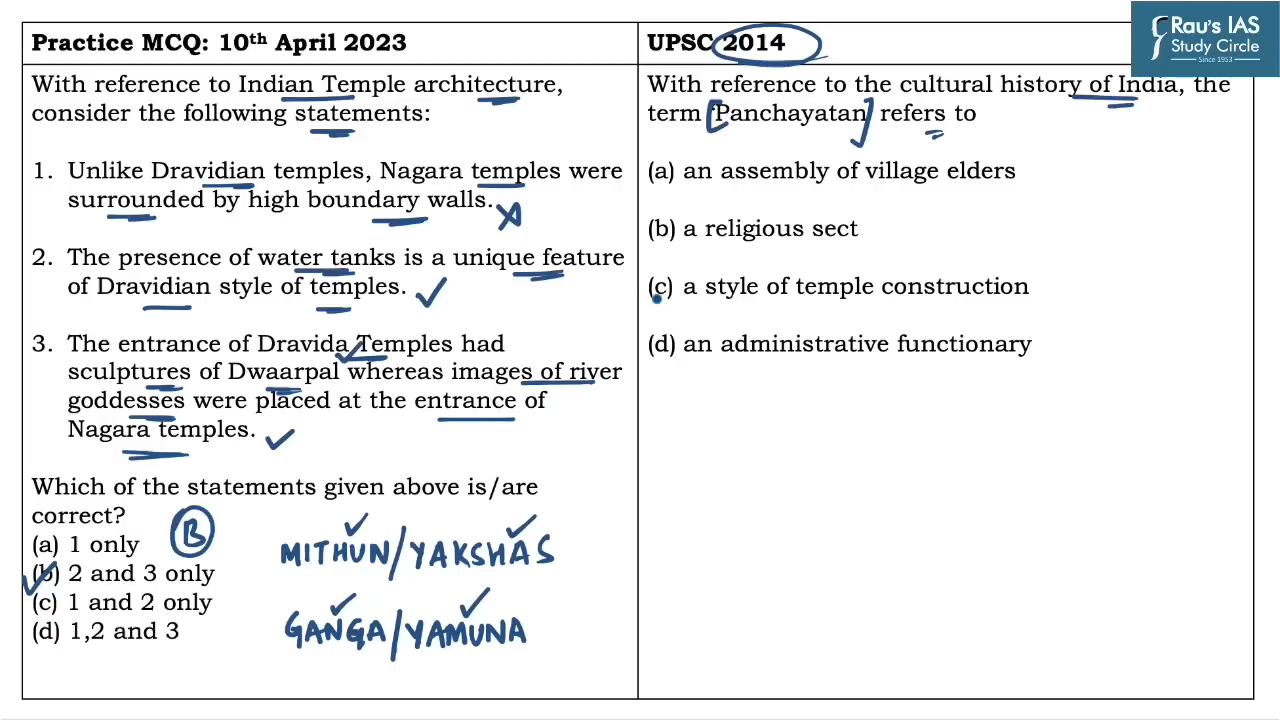 Rau's IAS
Study Circle
Since 1953
Practice MCQ: 10th April 2023
With reference to Indian Temple architecture,
consider the following statements:
1. Unlike Dravidian temples, Nagara temples were
surrounded by high boundary walls.
2. The presence of water tanks is a unique feature
of Dravidian style of temples.
3. The entrance of Dravida Temples had
sculptures of Dwaarpal whereas images of river
goddesses were placed at the entrance of
Nagara temples.
Which of the statements given above is/are
correct?
B
(a) 1 only
(b) 2 and 3 only
(c) 1 and 2 only
(d) 1,2 and 3
MITHUN/YAKSHAS
GANGA/YAMUNA
UPSC 2014
With reference to the cultural history of India, the
term 'Panchayatan' refers to
(a) an assembly of village elders
(b) a religious sect
(c) a style of temple construction
(d) an administrative functionary